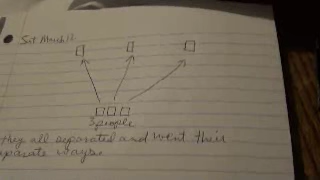 Sat March 12
3 people
they all separated and went their
separate ways